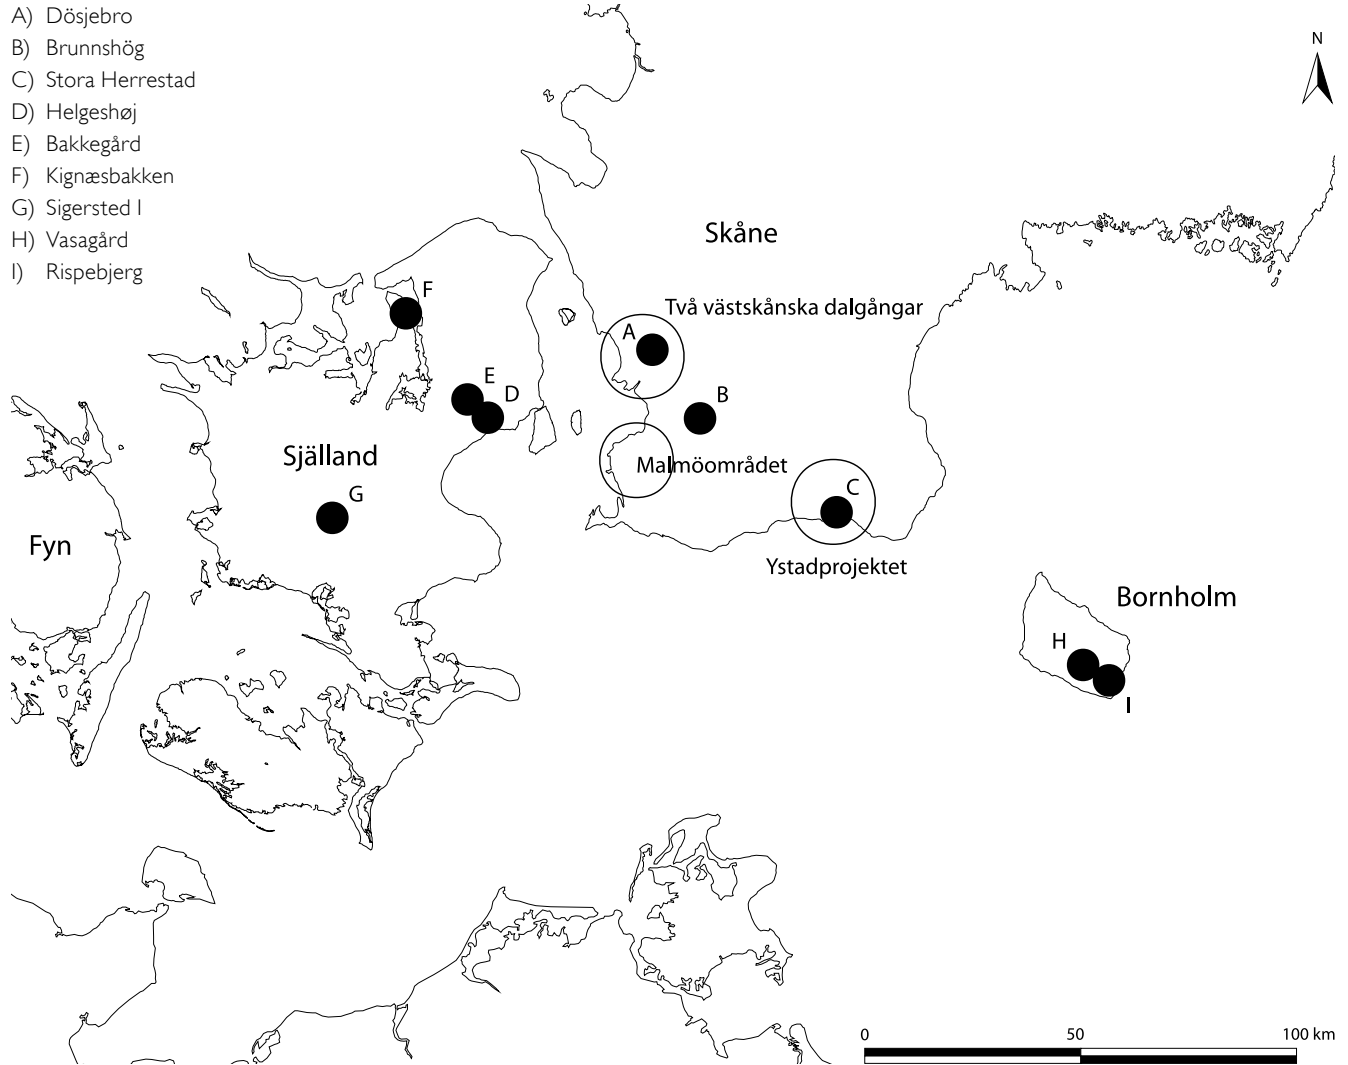 A) Dösjebro
B) Brunnshög
C) Stora Herrestad
D) Helgeshøj
E) Bakkegård
F) Kignæsbakken
G) Sigersted I
H) Vasagård
I) Rispebjerg
N
Skåne
Två västskånska dalgångar
F
A
E
D
B
Själland
Malmöområdet
G
C
Fyn
Ystadprojektet
Bornholm
H
I
0 50 100 km